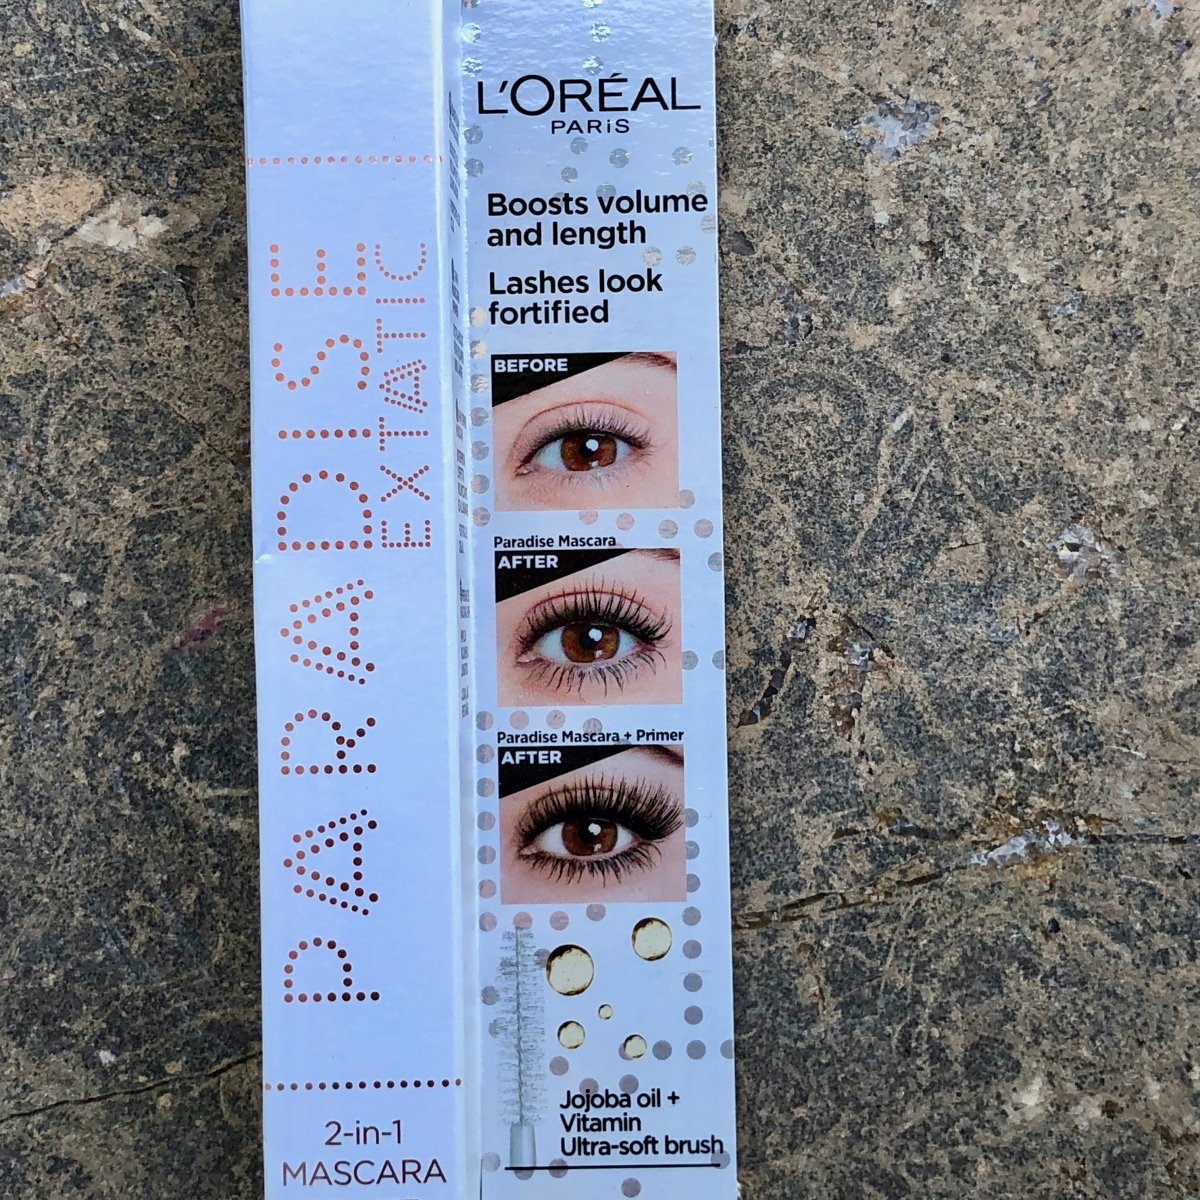 PARADISE
EXTATIC
2-in-1
MASCARA
L'ORÉAL
PARiS
Boosts volume
and length
Lashes look
fortified
BEFORE
Paradise Mascara
AFTER
Paradise Mascara + Primer
AFTER
Jojoba oil +
Vitamin
Ultra-soft brush